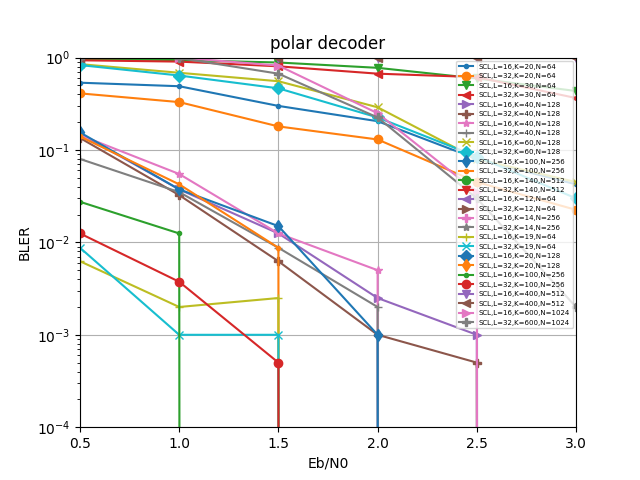 polar decoder
10⁰
10⁻¹
10⁻²
10⁻³
10⁻⁴
BLER
0.5 1.0 1.5 2.0 2.5 3.0
Eb/N0
SCL,L=16,K=20,N=64
SCL,L=32,K=20,N=64
SCL,L=16,K=30,N=64
SCL,L=32,K=30,N=64
SCL,L=16,K=40,N=128
SCL,L=32,K=40,N=128
SCL,L=16,K=40,N=128
SCL,L=32,K=40,N=128
SCL,L=16,K=60,N=128
SCL,L=32,K=60,N=128
SCL,L=16,K=100,N=256
SCL,L=32,K=100,N=256
SCL,L=16,K=140,N=512
SCL,L=32,K=140,N=512
SCL,L=16,K=12,N=64
SCL,L=32,K=12,N=64
SCL,L=16,K=14,N=256
SCL,L=32,K=14,N=256
SCL,L=16,K=19,N=64
SCL,L=32,K=19,N=64
SCL,L=16,K=20,N=128
SCL,L=32,K=20,N=128
SCL,L=16,K=100,N=256
SCL,L=32,K=100,N=256
SCL,L=16,K=400,N=512
SCL,L=32,K=400,N=512
SCL,L=16,K=600,N=1024
SCL,L=32,K=600,N=1024